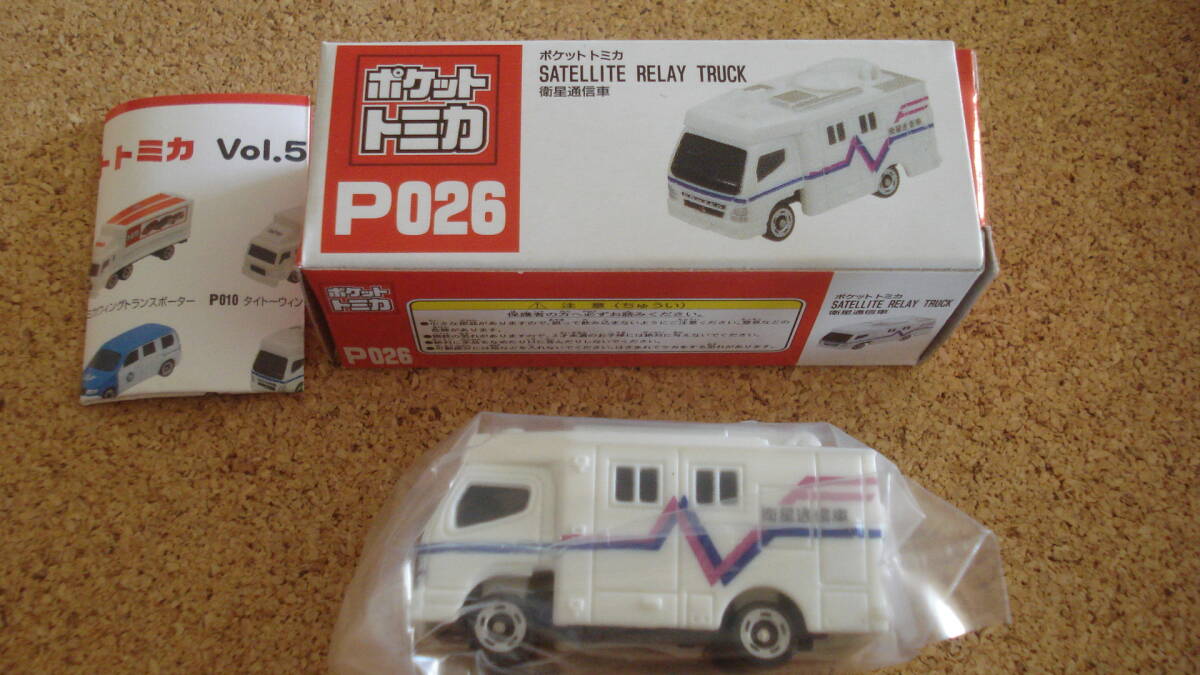 トミカ Vol.5
ウィングトランスポーター
P010 タイトーウィン
ポケット
トミカ
P026
ポケットトミカ
SATELLITE RELAY TRUCK
衛星通信車
衛星通信車
ポケット
トミカ
P026
⚠ 注 意 (ちゅうい)
保護者の方へ必ずお読みください。
ポケットトミカ
SATELLITE RELAY TRUCK
衛星通信車
衛星通信車